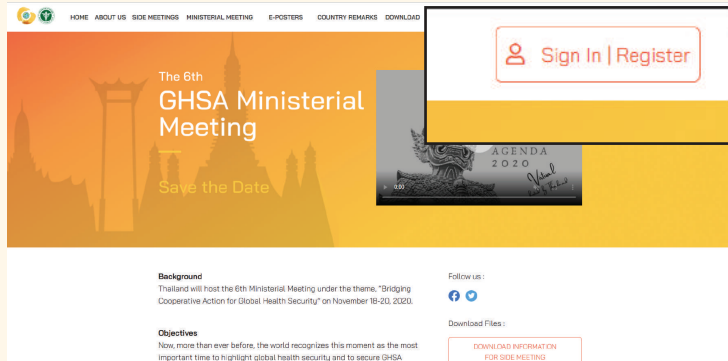 HOME ABOUT US SIDE MEETINGS MINISTERIAL MEETING E-POSTERS COUNTRY REMARKS DOWNLOAD
Sign In | Register
The 6th
GHSA Ministerial
Meeting
Save the Date
AGENDA
2020
Virtual
0:00
Background
Thailand will host the 6th Ministerial Meeting under the theme, "Bridging
Cooperative Action for Global Health Security" on November 18-20, 2020.
Objectives
Now, more than ever before, the world recognizes this moment as the most
important time to highlight global health security and to secure GHSA
Follow us :
Download Files :
DOWNLOAD INFORMATION
FOR SIDE MEETING